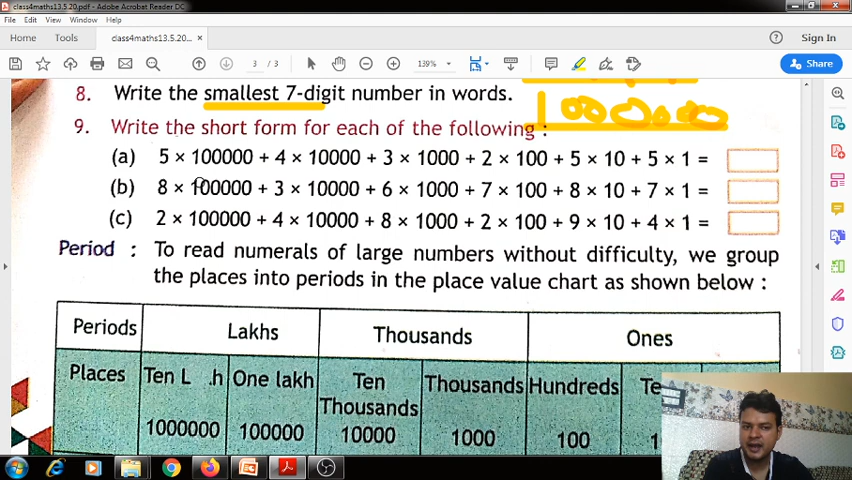 class4maths13.5.20.pdf - Adobe Acrobat Reader DC
File Edit View Window Help
Home Tools class4maths13.5.20... × Sign In
3 / 3 139% Share
8. Write the smallest 7-digit number in words.
9. Write the short form for each of the following :
(a) 5 × 100000 + 4 × 10000 + 3 × 1000 + 2 × 100 + 5 × 10 + 5 × 1 =
(b) 8 × 100000 + 3 × 10000 + 6 × 1000 + 7 × 100 + 8 × 10 + 7 × 1 =
(c) 2 × 100000 + 4 × 10000 + 8 × 1000 + 2 × 100 + 9 × 10 + 4 × 1 =
Period : To read numerals of large numbers without difficulty, we group
the places into periods in the place value chart as shown below :
Periods Lakhs Thousands Ones
Places Ten L .h One lakh Ten Thousands Thousands Hundreds Te
1000000 100000 10000 1000 100 1